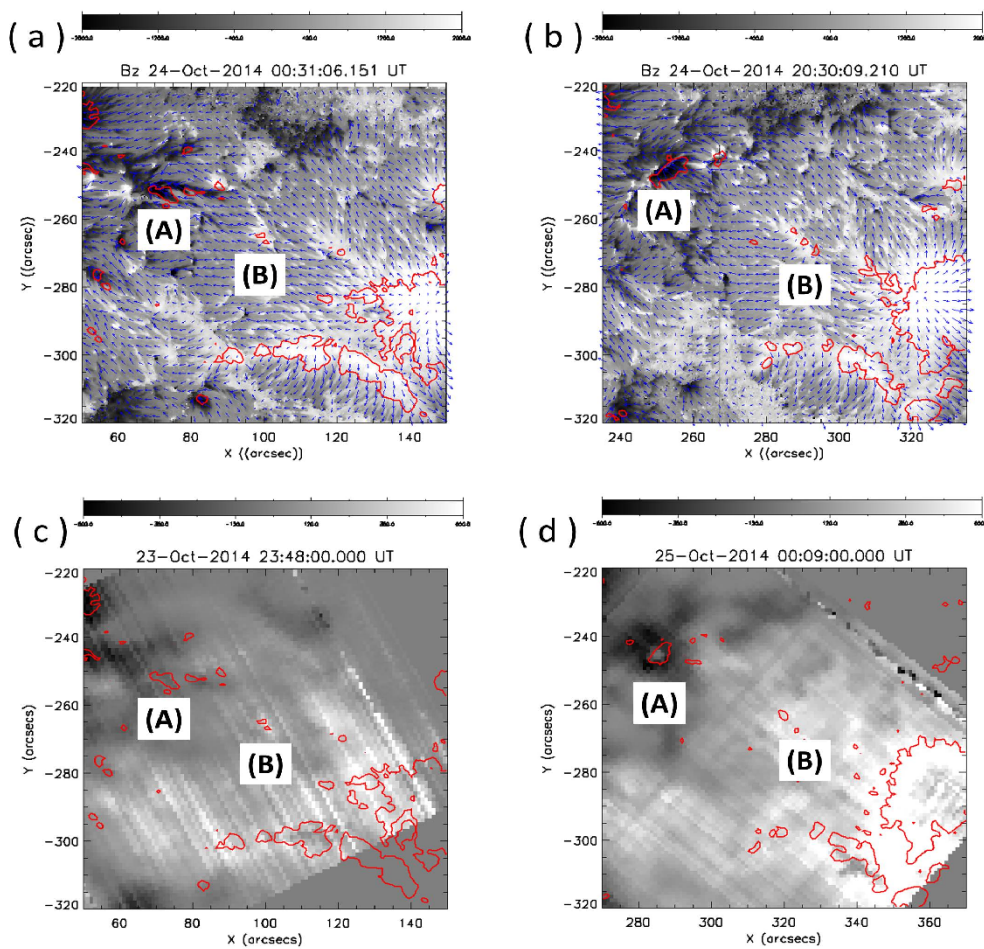 ( a )
Bz 24-Oct-2014 00:31:06.151 UT
-220
-240
-260
-280
-300
-320
Y ((arcsec))
(A)
(B)
60 80 100 120 140
X ((arcsec))
( b )
Bz 24-Oct-2014 20:30:09.210 UT
-220
-240
-260
-280
-300
-320
Y ((arcsec))
(A)
(B)
240 260 280 300 320
X ((arcsec))
( c )
23-Oct-2014 23:48:00.000 UT
-220
-240
-260
-280
-300
-320
Y (arcsecs)
(A)
(B)
60 80 100 120 140
X (arcsecs)
( d )
25-Oct-2014 00:09:00.000 UT
-220
-240
-260
-280
-300
-320
Y (arcsecs)
(A)
(B)
280 300 320 340 360
X (arcsecs)